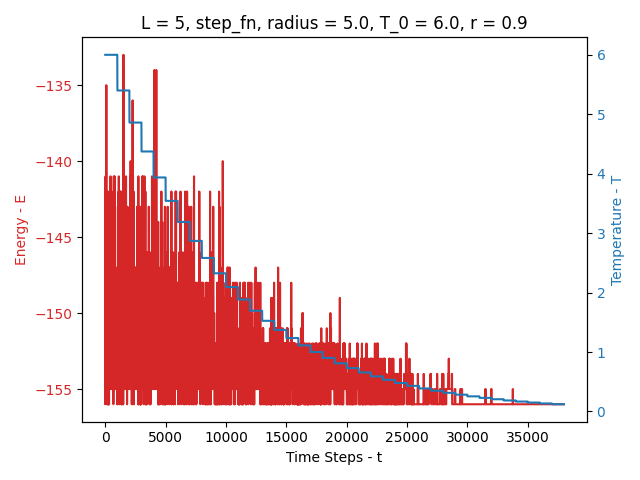 L = 5, step_fn, radius = 5.0, T_0 = 6.0, r = 0.9
Energy - E
−135
−140
−145
−150
−155
6
5
4
3
2
1
0
Temperature - T
0 5000 10000 15000 20000 25000 30000 35000
Time Steps - t